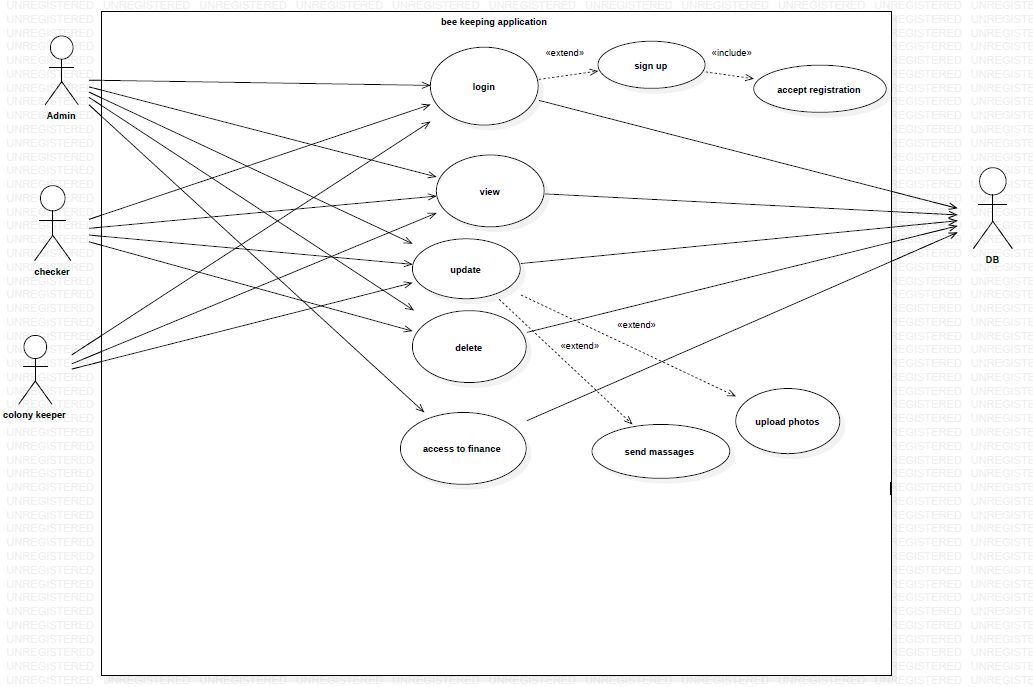 bee keeping application
Admin
checker
colony keeper
login
«extend»
sign up
«include»
accept registration
view
update
delete
access to finance
«extend»
«extend»
send massages
upload photos
DB
UNREGISTERED